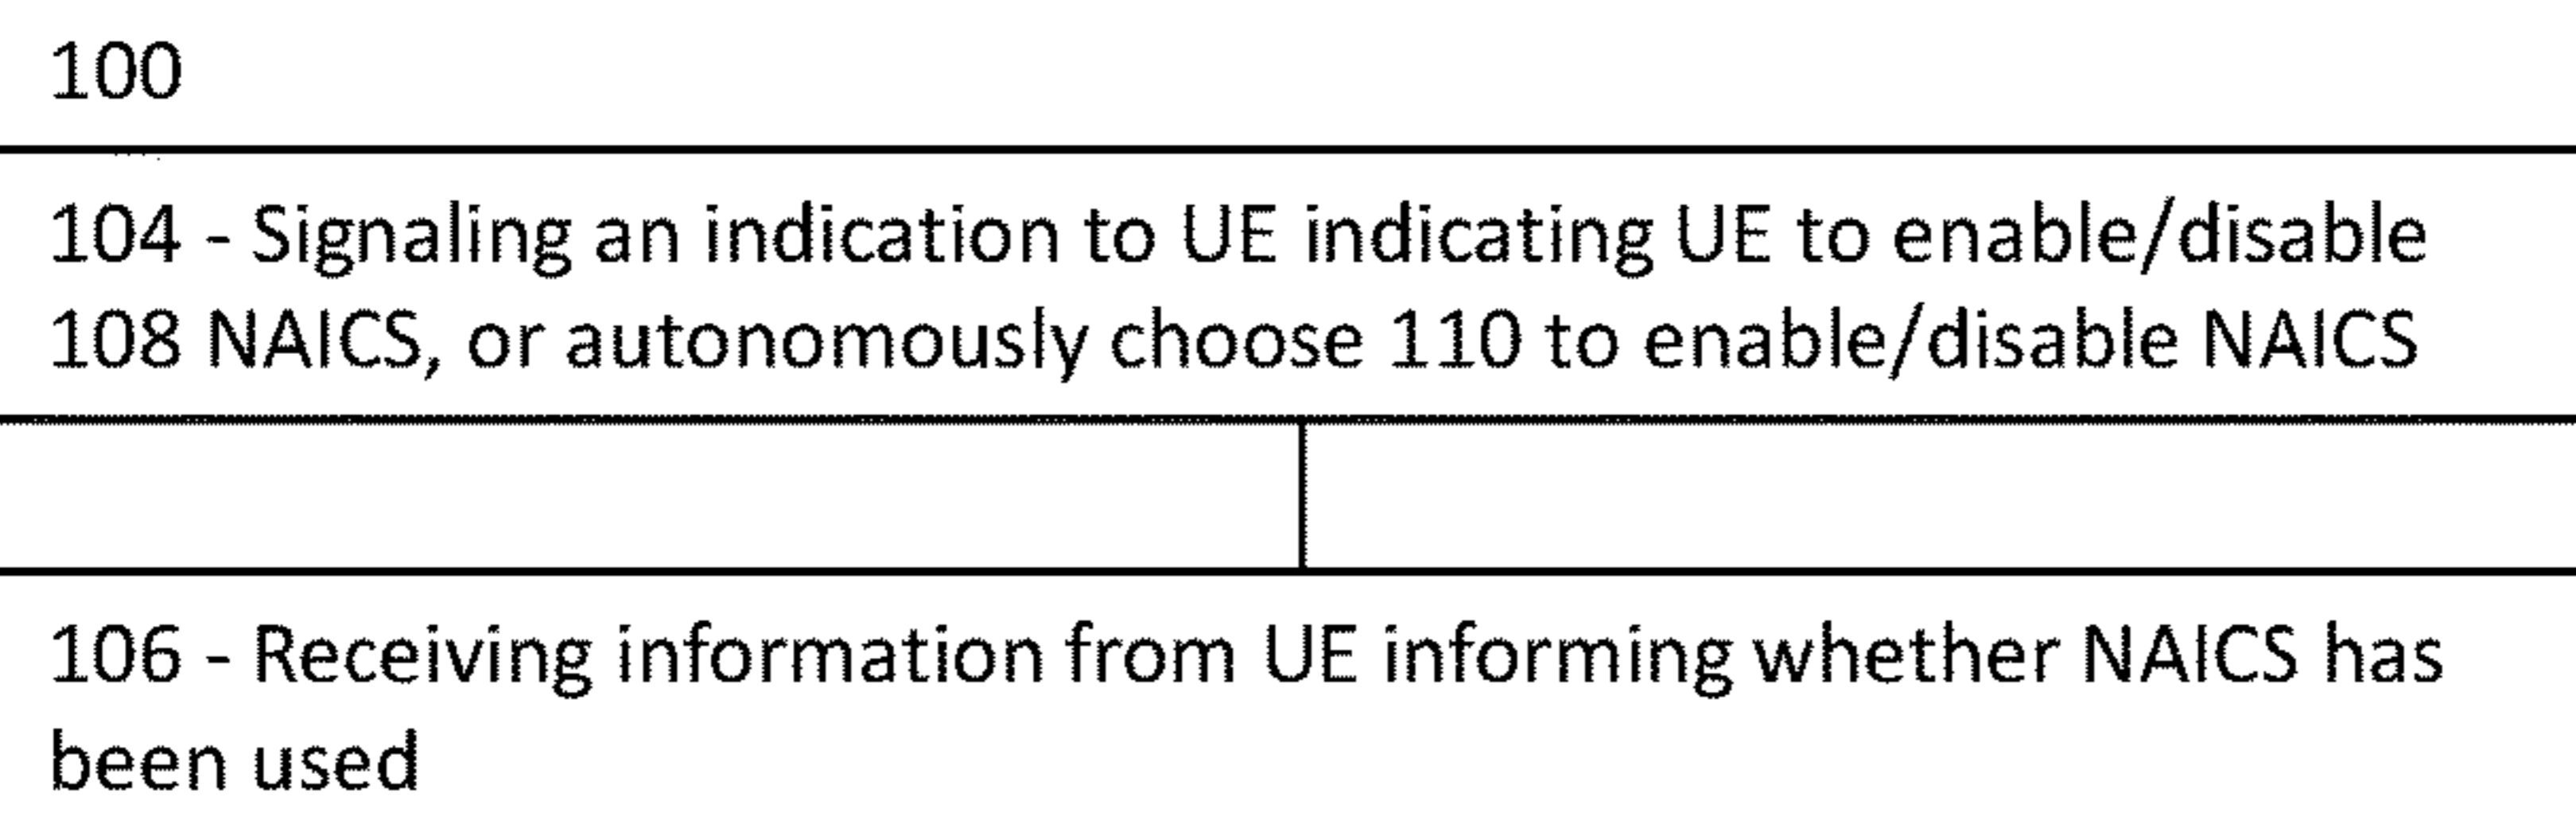 100
104 - Signaling an indication to UE indicating UE to enable/disable
108 NAICS, or autonomously choose 110 to enable/disable NAICS
106 - Receiving information from UE informing whether NAICS has
been used